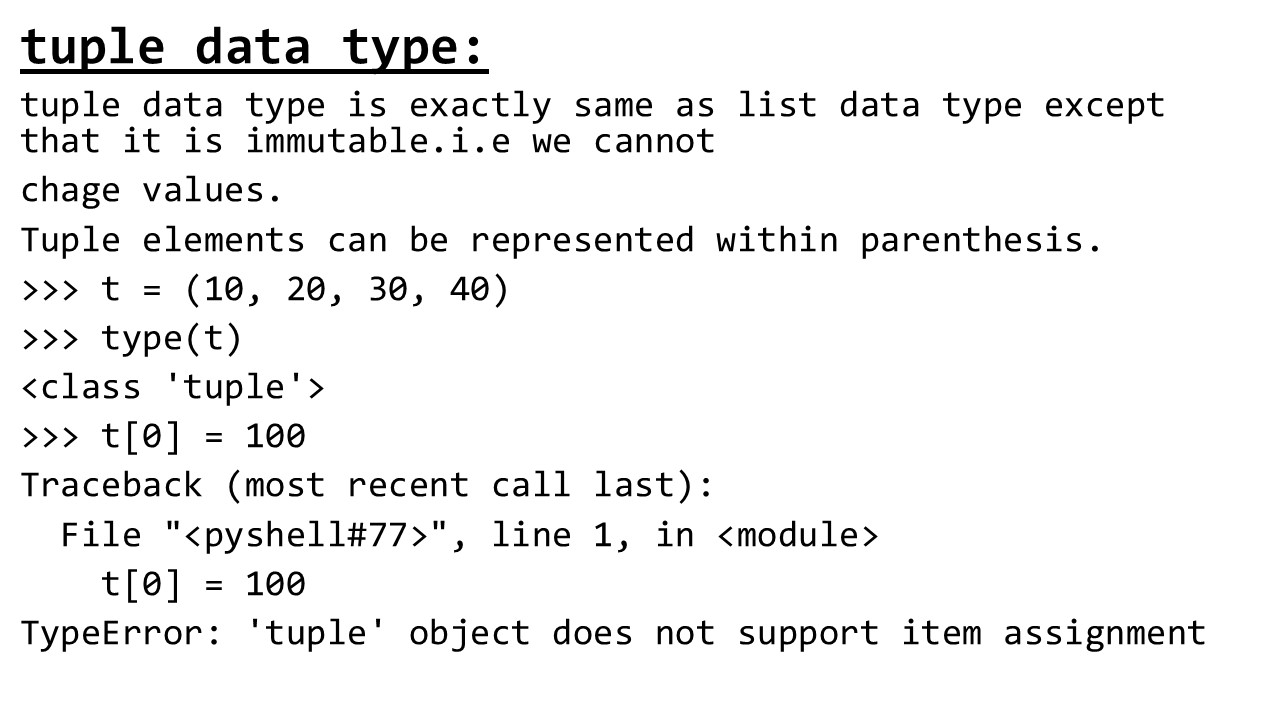 tuple data type:
tuple data type is exactly same as list data type except
that it is immutable.i.e we cannot
chage values.
Tuple elements can be represented within parenthesis.
>>> t = (10, 20, 30, 40)
>>> type(t)
<class 'tuple'>
>>> t[0] = 100
Traceback (most recent call last):
  File "<pyshell#77>", line 1, in <module>
    t[0] = 100
TypeError: 'tuple' object does not support item assignment